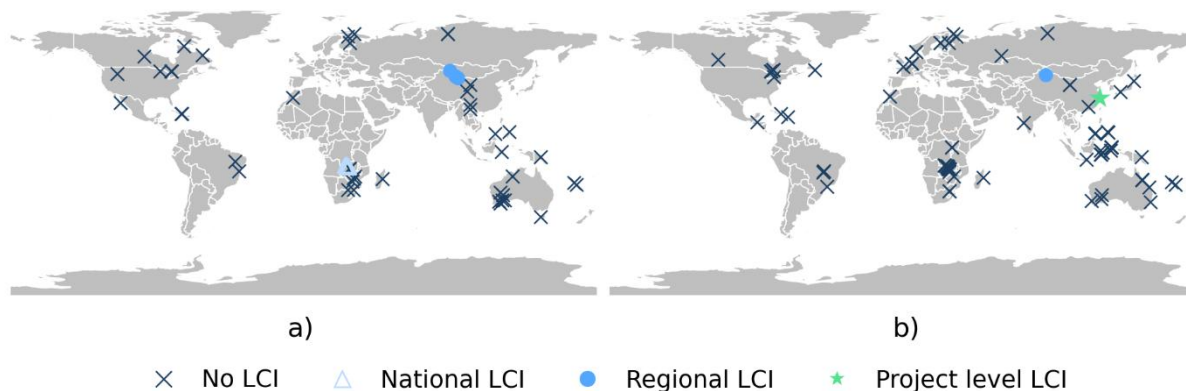 a)
b)
No LCI
National LCI
Regional LCI
Project level LCI